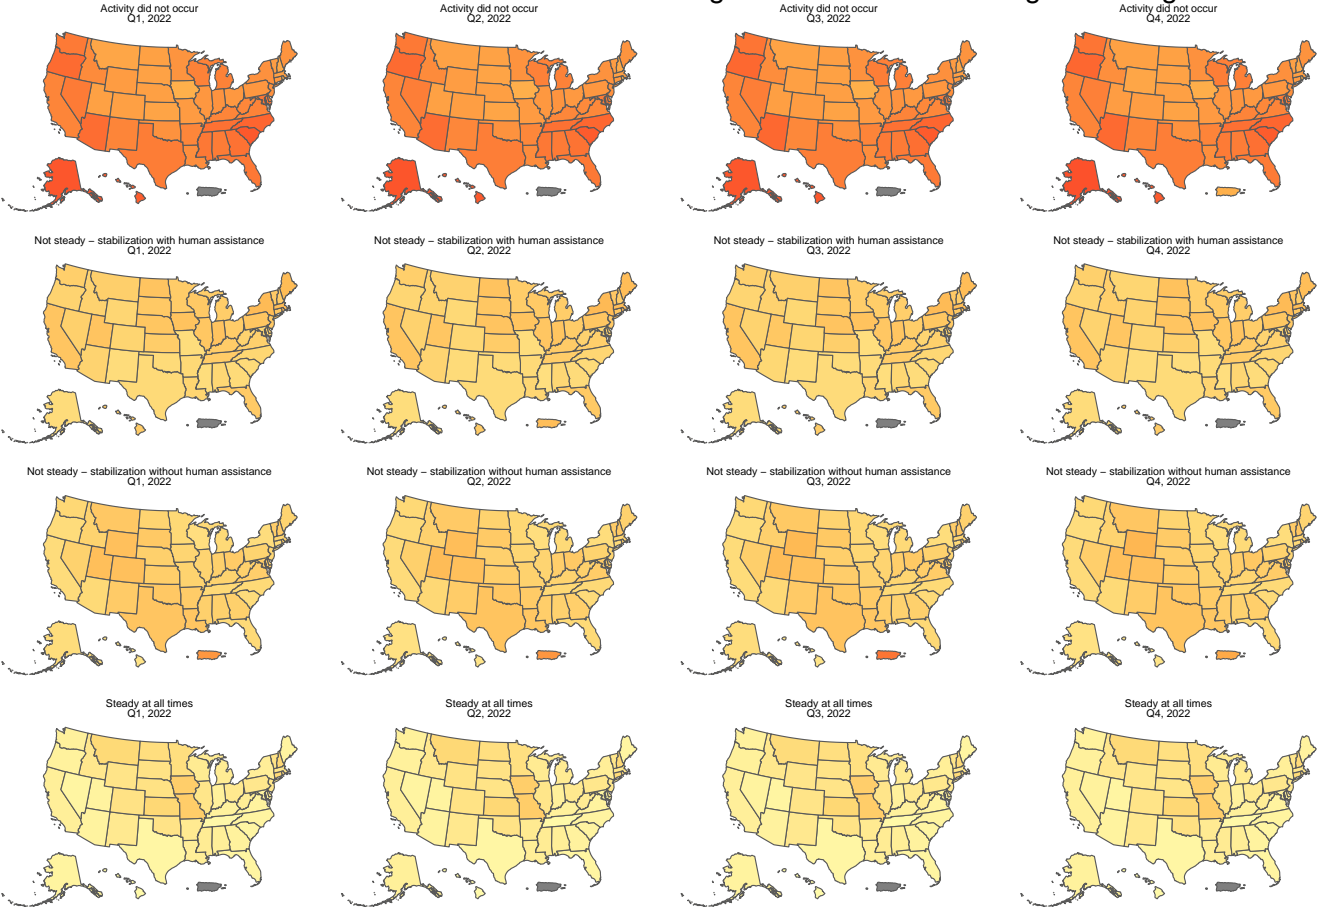 Activity did not occur
Q1, 2022
Activity did not occur
Q2, 2022
Activity did not occur
Q3, 2022
Activity did not occur
Q4, 2022
Not steady − stabilization with human assistance
Q1, 2022
Not steady − stabilization with human assistance
Q2, 2022
Not steady − stabilization with human assistance
Q3, 2022
Not steady − stabilization with human assistance
Q4, 2022
Not steady − stabilization without human assistance
Q1, 2022
Not steady − stabilization without human assistance
Q2, 2022
Not steady − stabilization without human assistance
Q3, 2022
Not steady − stabilization without human assistance
Q4, 2022
Steady at all times
Q1, 2022
Steady at all times
Q2, 2022
Steady at all times
Q3, 2022
Steady at all times
Q4, 2022